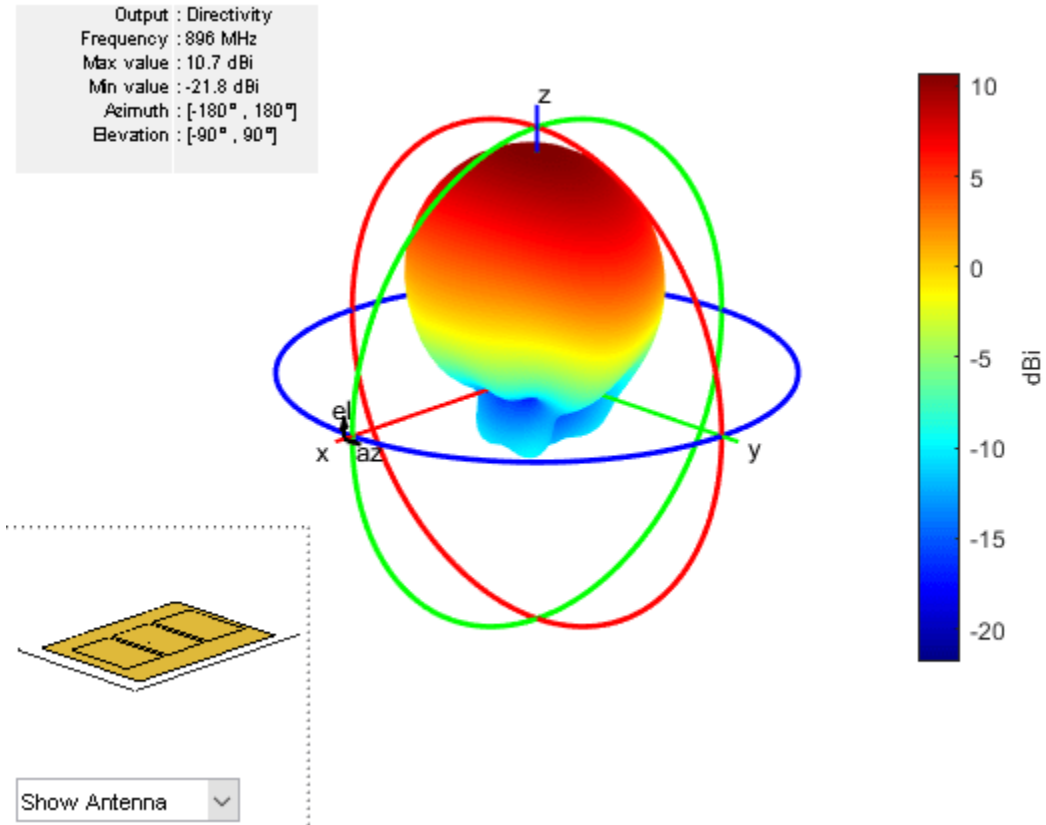 Output : Directivity
Frequency : 896 MHz
Max value : 10.7 dBi
Min value : -21.8 dBi
Azimuth : [-180° , 180°]
Elevation : [-90° , 90°]
z
10
5
0
-5
dBi
-10
-15
-20
el
x
az
y
Show Antenna